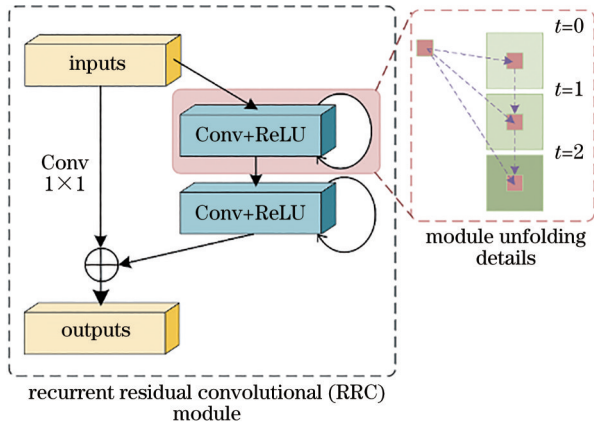 inputs
Conv
1×1
Conv+ReLU
Conv+ReLU
outputs
recurrent residual convolutional (RRC)
module
t=0
t=1
t=2
module unfolding
details